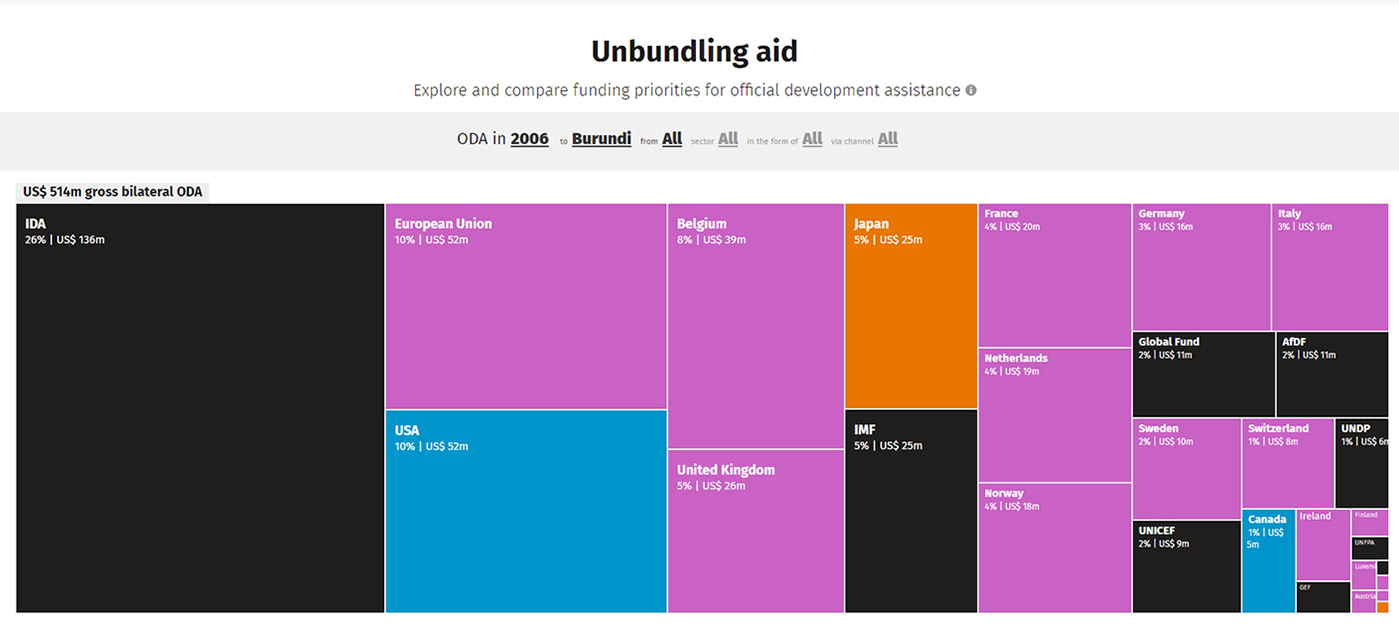 Unbundling aid
Explore and compare funding priorities for official development assistance
ODA in 2006 to Burundi from All sector All in the form of All via channel All
US$ 514m gross bilateral ODA
IDA
26% | US$ 136m
European Union
10% | US$ 52m
USA
10% | US$ 52m
Belgium
8% | US$ 39m
United Kingdom
5% | US$ 26m
Japan
5% | US$ 25m
IMF
5% | US$ 25m
France
4% | US$ 20m
Netherlands
4% | US$ 19m
Norway
4% | US$ 18m
Germany
3% | US$ 16m
Italy
3% | US$ 16m
Global Fund
2% | US$ 11m
AfDF
2% | US$ 11m
Sweden
2% | US$ 10m
UNICEF
2% | US$ 9m
Switzerland
1% | US$ 8m
UNDP
1% | US$ 6m
Canada
1% | US$
5m
Ireland
GEF
Finland
UNFPA
Luxem
Austria